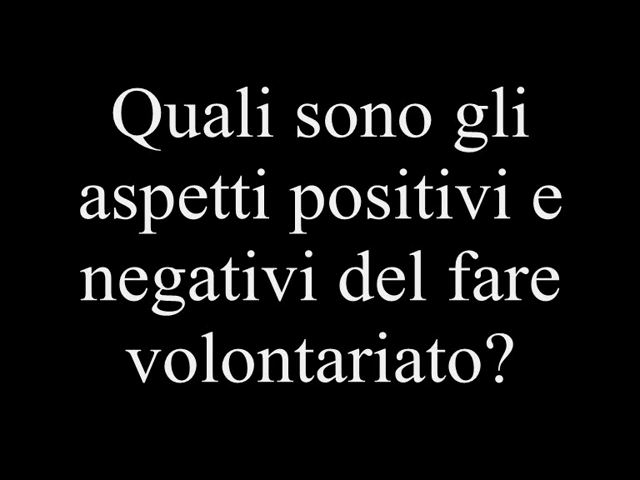 Quali sono gli
aspetti positivi e
negativi del fare
volontariato?